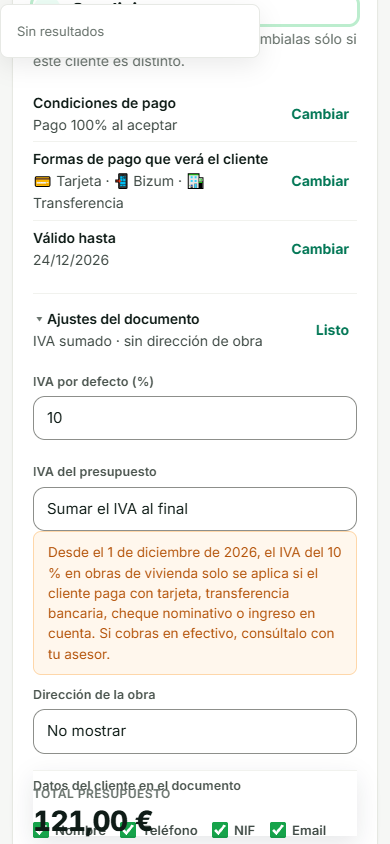 Sin resultados
mbialas sólo si
este cliente es distinto.
Condiciones de pago
Pago 100% al aceptar
Cambiar
Formas de pago que verá el cliente
Tarjeta · Bizum ·
Transferencia
Cambiar
Válido hasta
24/12/2026
Cambiar
Ajustes del documento
IVA sumado · sin dirección de obra
Listo
IVA por defecto (%)
10
IVA del presupuesto
Sumar el IVA al final
Desde el 1 de diciembre de 2026, el IVA del 10
% en obras de vivienda solo se aplica si el
cliente paga con tarjeta, transferencia
bancaria, cheque nominativo o ingreso en
cuenta. Si cobras en efectivo, consúltalo con
tu asesor.
Dirección de la obra
No mostrar
Datos del cliente en el documento
TOTAL PRESUPUESTO
121,00 €
Nombre Teléfono NIF Email